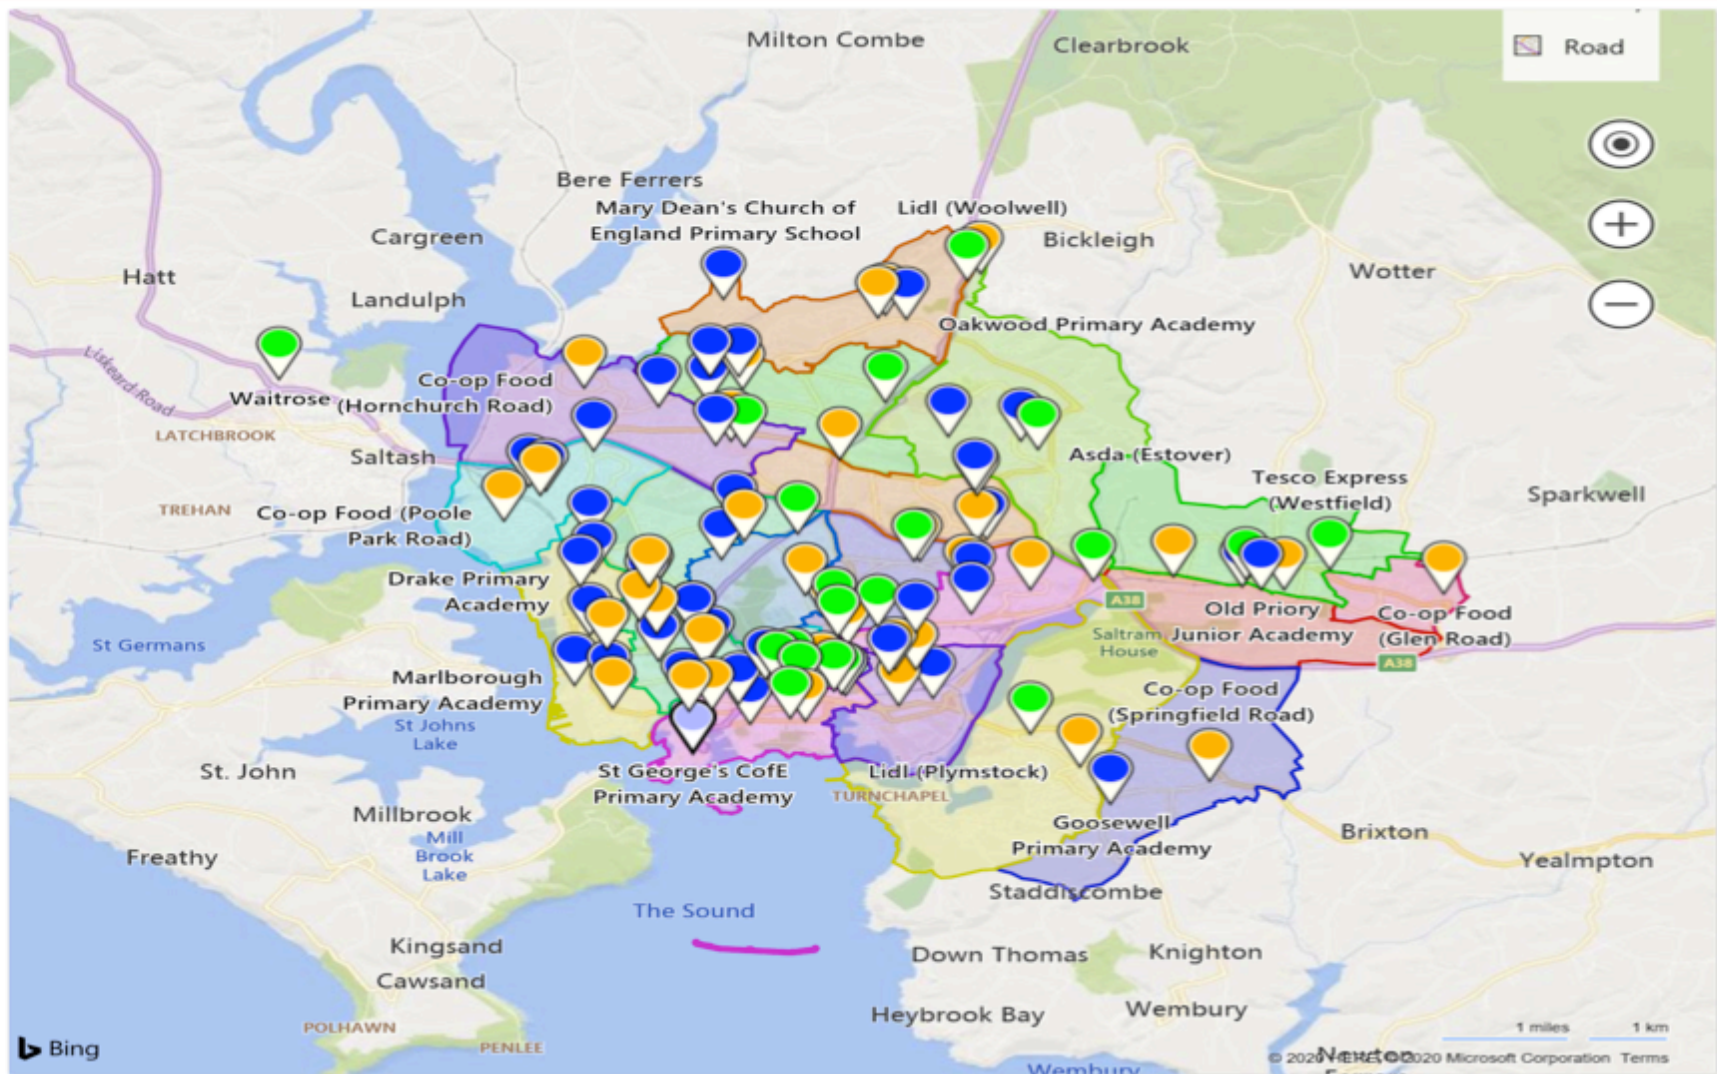 Milton Combe
Clearbrook
Road
Bere Ferrers
Mary Dean's Church of
England Primary School
Lidl (Woolwell)
Cargreen
Bickleigh
Hatt
Wotter
Landulph
Oakwood Primary Academy
Liskeard Road
Co-op Food
(Hornchurch Road)
Waitrose
LATCHBROOK
Saltash
Asda (Estover)
Tesco Express
(Westfield)
Sparkwell
TREHAN
Co-op Food (Poole
Park Road)
Drake Primary
Academy
A38
Old Priory
Junior Academy
Co-op Food
(Glen Road)
Saltram
House
St Germans
A38
Marlborough
Primary Academy
Co-op Food
(Springfield Road)
St Johns
Lake
St. John
St George's CofE
Primary Academy
Lidl (Plymstock)
TURNCHAPEL
Millbrook
Mill
Brook
Lake
Goosewell
Primary Academy
Brixton
Freathy
Yealmpton
Staddiscombe
The Sound
Kingsand
Down Thomas
Knighton
Cawsand
Heybrook Bay
Wembury
POLHAWN
PENLEE
1 miles
1 km
Bing
© 2020 HERE, © 2020 Microsoft Corporation Terms
Newton
Wembury